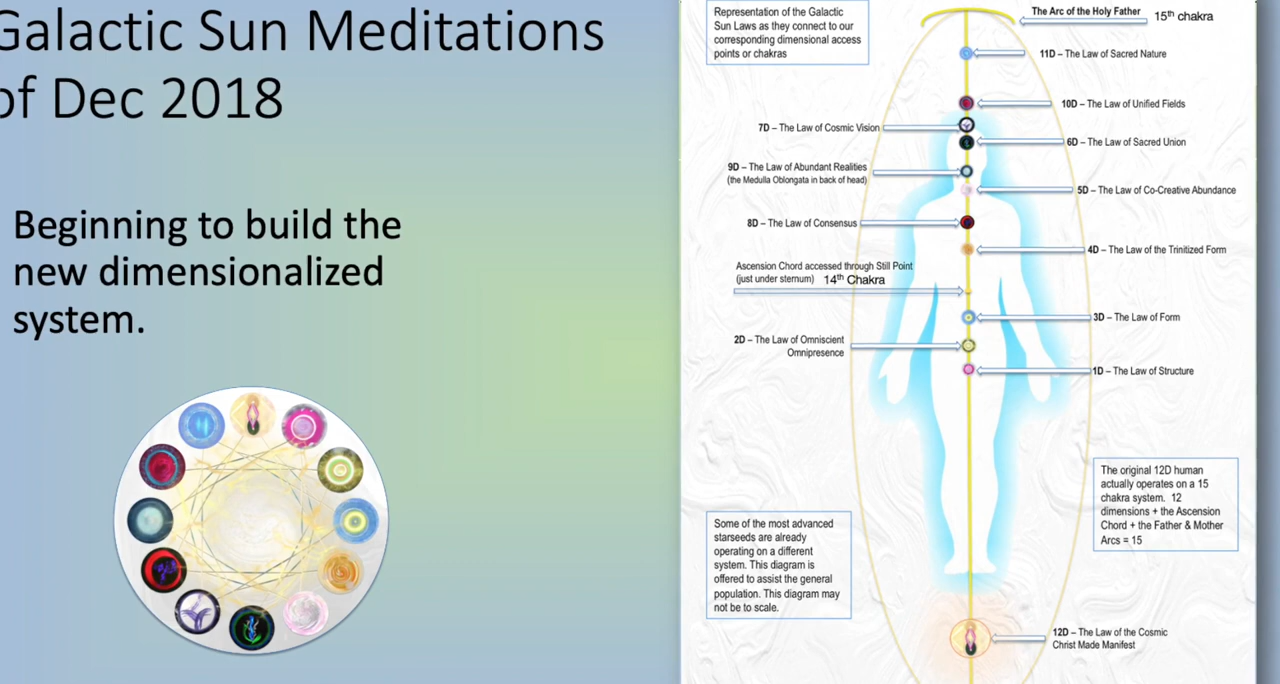 Galactic Sun Meditations
of Dec 2018
Beginning to build the
new dimensionalized
system.
Representation of the Galactic
Sun Laws as they connect to our
corresponding dimensional access
points or chakras
The Arc of the Holy Father
15th chakra
11D – The Law of Sacred Nature
10D – The Law of Unified Fields
7D – The Law of Cosmic Vision
6D – The Law of Sacred Union
9D – The Law of Abundant Realities
(the Medulla Oblongata in back of head)
5D – The Law of Co-Creative Abundance
8D – The Law of Consensus
4D – The Law of the Trinitized Form
Ascension Chord accessed through Still Point
(just under sternum) 14th Chakra
3D – The Law of Form
2D – The Law of Omniscient
Omnipresence
1D – The Law of Structure
The original 12D human
actually operates on a 15
chakra system. 12
dimensions + the Ascension
Chord + the Father & Mother
Arcs = 15
Some of the most advanced
starseeds are already
operating on a different
system. This diagram is
offered to assist the general
population. This diagram may
not be to scale.
12D – The Law of the Cosmic
Christ Made Manifest